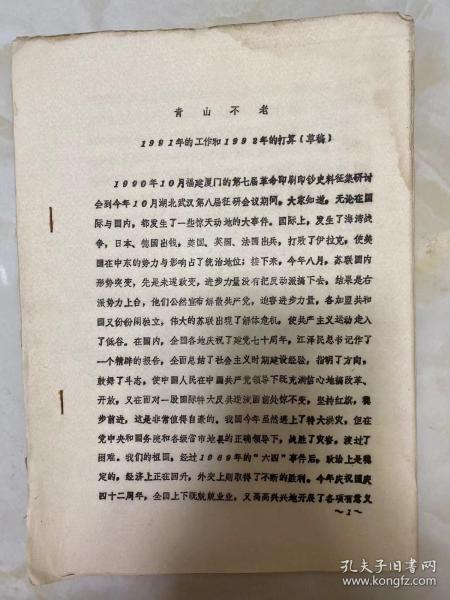 青山不老
1991年的工作和1992年的打算(草稿)
1990年10月福建厦门的第七届革命印刷印钞史料征集研讨
会到今年10月湖北武汉第八届征研会议期间，大家知道，无论在国
际与国内，都发生了一些惊天动地的大事件。国际上，发生了海湾战
争，日本、德国出钱，美国、英国、法国出兵，打败了伊拉克，使美
国在中东的势力与影响占了统治地位；接下来，今年八月，苏联国内
形势突变，先是未遂政变，进步力量没有把反动派搞下去，结果是右
派势力上台，他们公然宣布解散共产党，迫害进步力量，各加盟共和
国又纷纷闹独立，伟大的苏联出现了解体危机，使共产主义运动走入
了低谷。在国内，全国各地庆祝了建党七十周年，江泽民总书记作了
一个精辟的报告，全面总结了社会主义时期建设经验，指明了方向，
鼓舞了斗志，使中国人民在中国共产党领导下既充满信心地搞改革、
开放，又在面对一段国际特大反共逆流面前处惊不变，坚持红旗，稳
步前进，这是非常值得自豪的。我国今年虽然遇上了特大洪灾，但在
党中央和国务院和各级省市地县的正确领导下，战胜了灾害，渡过了
困难。我们的祖国，经过1989年的“六四”事件后，政治上是稳
定的，经济上正在回升，外交上则取得了不断的胜利。今年庆祝国庆
四十二周年，全国上下既兢兢业业，又高高兴兴地开展了各项有意义
～1～
孔夫子旧书网
www.kongfz.com